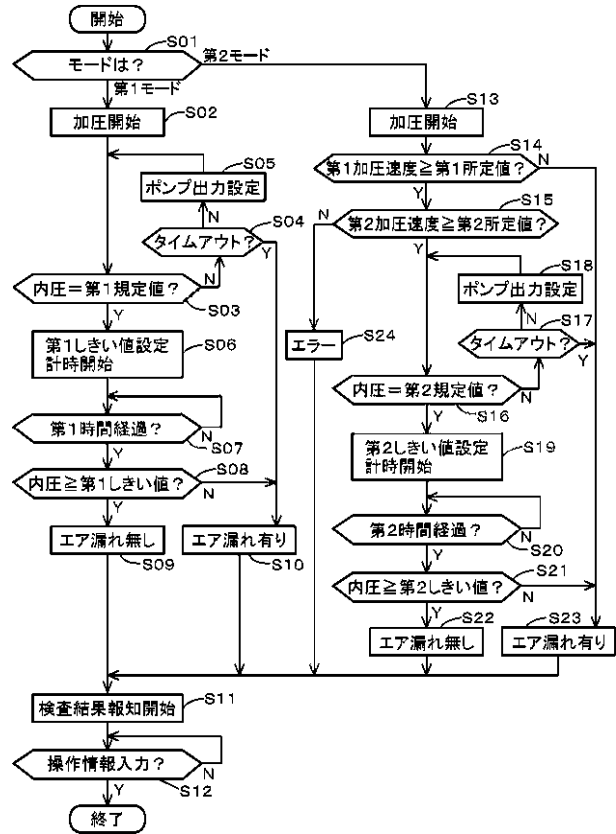 開始
S01
モードは？
第2モード
第1モード
S02
加圧開始
S05
ポンプ出力設定
N
S04
タイムアウト？
Y
内圧＝第1規定値？
N
S03
Y
S06
第1しきい値設定
計時開始
第1時間経過？
N
S07
Y
S08
内圧≧第1しきい値？
N
Y
エア漏れ無し
S09
エア漏れ有り
S10
S13
加圧開始
S14
第1加圧速度≧第1所定値？
N
Y
S15
N
第2加圧速度≧第2所定値？
Y
S18
ポンプ出力設定
N
S17
タイムアウト？
Y
S24
エラー
内圧＝第2規定値？
N
S16
Y
S19
第2しきい値設定
計時開始
第2時間経過？
N
S20
Y
S21
内圧≧第2しきい値？
N
Y
S22
エア漏れ無し
S23
エア漏れ有り
S11
検査結果報知開始
操作情報入力？
N
S12
Y
終了